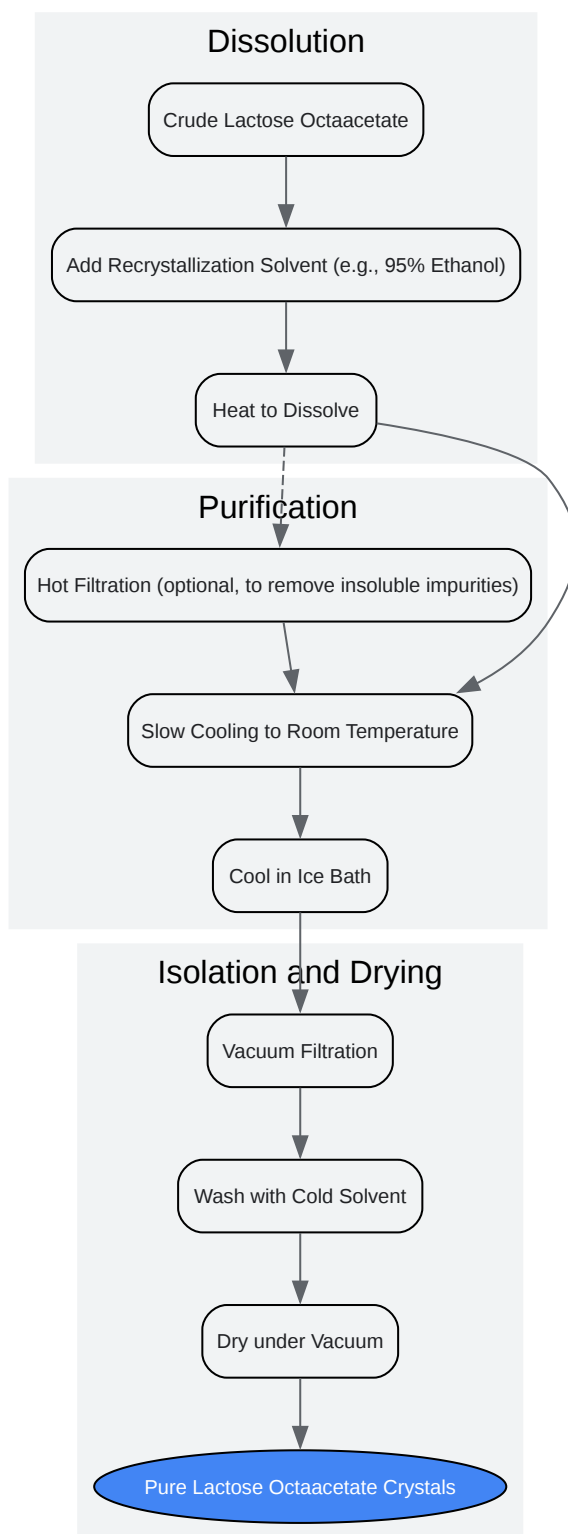 Dissolution
Crude Lactose Octaacetate
Add Recrystallization Solvent (e.g., 95% Ethanol)
Heat to Dissolve
Purification
Hot Filtration (optional, to remove insoluble impurities)
Slow Cooling to Room Temperature
Cool in Ice Bath
Isolation and Drying
Vacuum Filtration
Wash with Cold Solvent
Dry under Vacuum
Pure Lactose Octaacetate Crystals